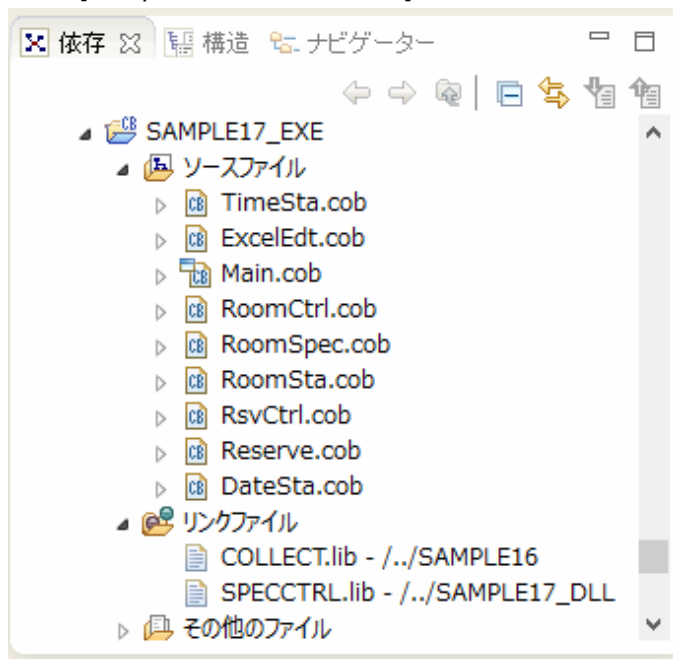 依存 構造 ナビゲーター
SAMPLE17_EXE
ソースファイル
TimeSta.cob
ExcelEdt.cob
Main.cob
RoomCtrl.cob
RoomSpec.cob
RoomSta.cob
RsvCtrl.cob
Reserve.cob
DateSta.cob
リンクファイル
COLLECT.lib - /../SAMPLE16
SPECCTRL.lib - /../SAMPLE17_DLL
その他のファイル